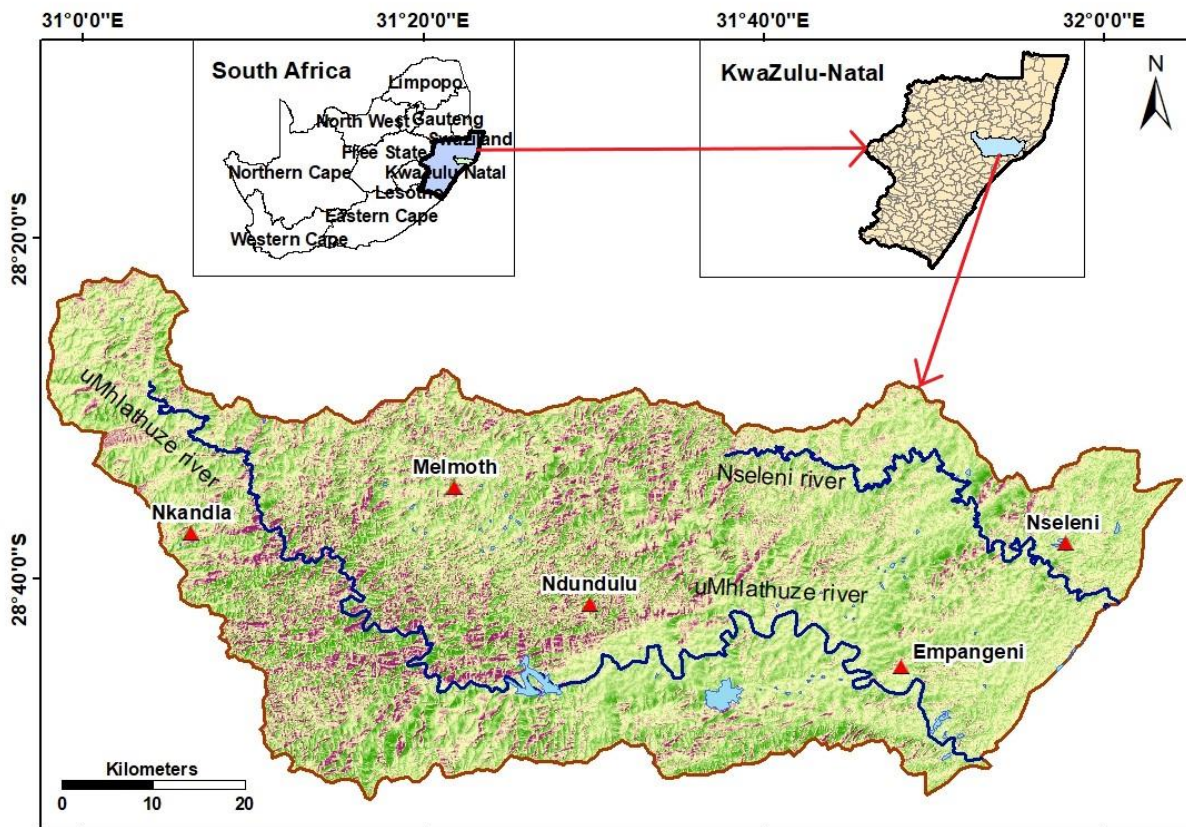 31°0'0"E
31°20'0"E
31°40'0"E
32°0'0"E
28°20'0"S
28°40'0"S
South Africa
Limpopo
North West
Gauteng
Swaziland
Free State
Northern Cape
KwaZulu Natal
Lesotho
Eastern Cape
Western Cape
KwaZulu-Natal
N
uMhlathuze river
Melmoth
Nkandla
Nseleni river
Nseleni
Ndundulu
uMhlathuze river
Empangeni
Kilometers
0 10 20